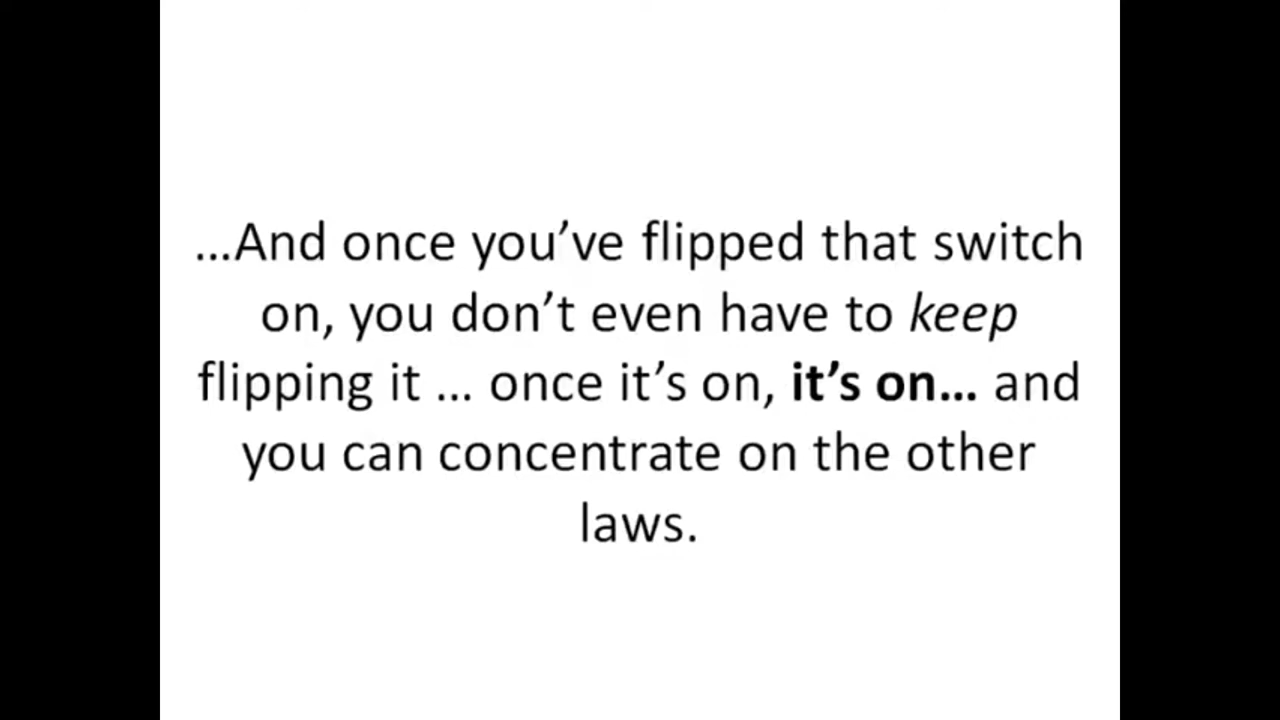 …And once you’ve flipped that switch
on, you don’t even have to keep
flipping it … once it’s on, it’s on… and
you can concentrate on the other
laws.